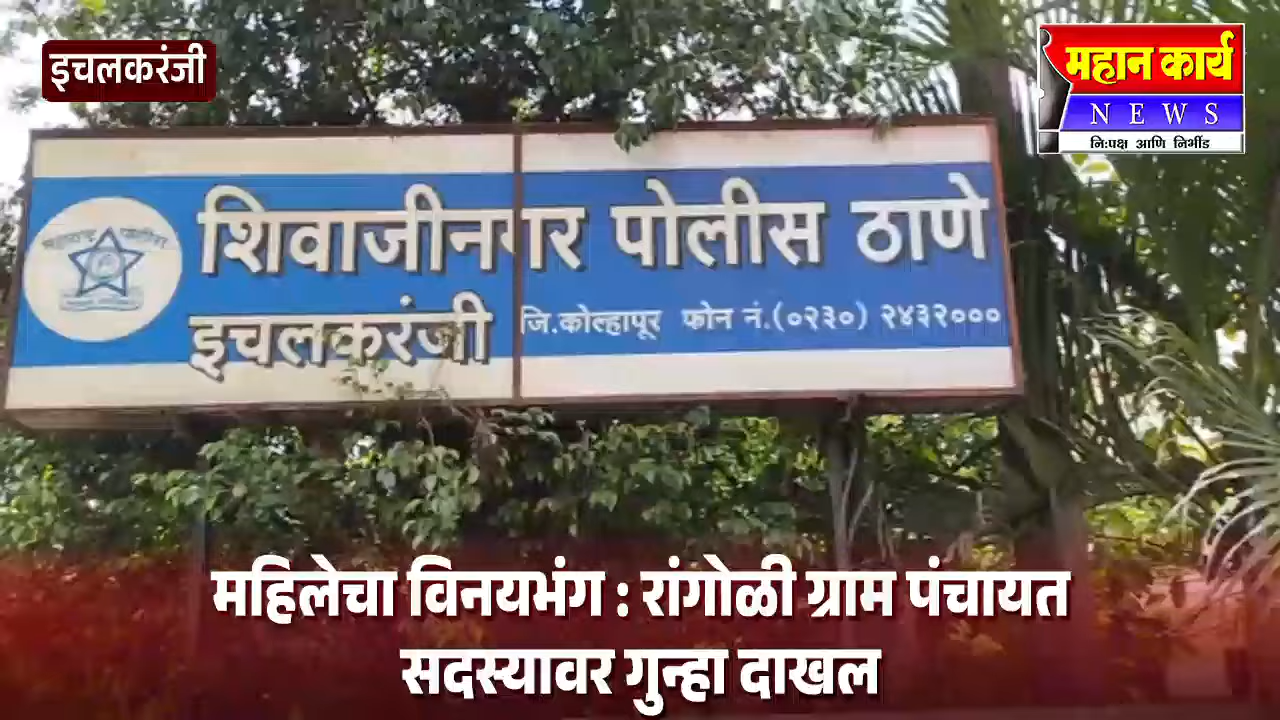 इचलकरंजी
महान कार्य
NEWS
नि:पक्ष आणि निर्भीड
शिवाजीनगर पोलीस ठाणे
इचलकरंजी जि.कोल्हापूर फोन नं.(०२३०) २४३२०००
महिलेचा विनयभंग : रांगोळी ग्राम पंचायत
सदस्यावर गुन्हा दाखल